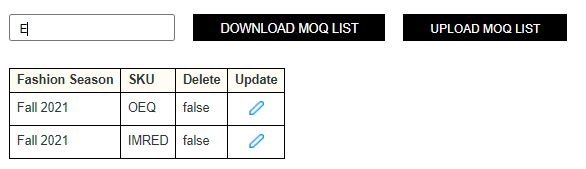 E
DOWNLOAD MOQ LIST
UPLOAD MOQ LIST
Fashion Season SKU Delete Update
Fall 2021 OEQ false
Fall 2021 IMRED false